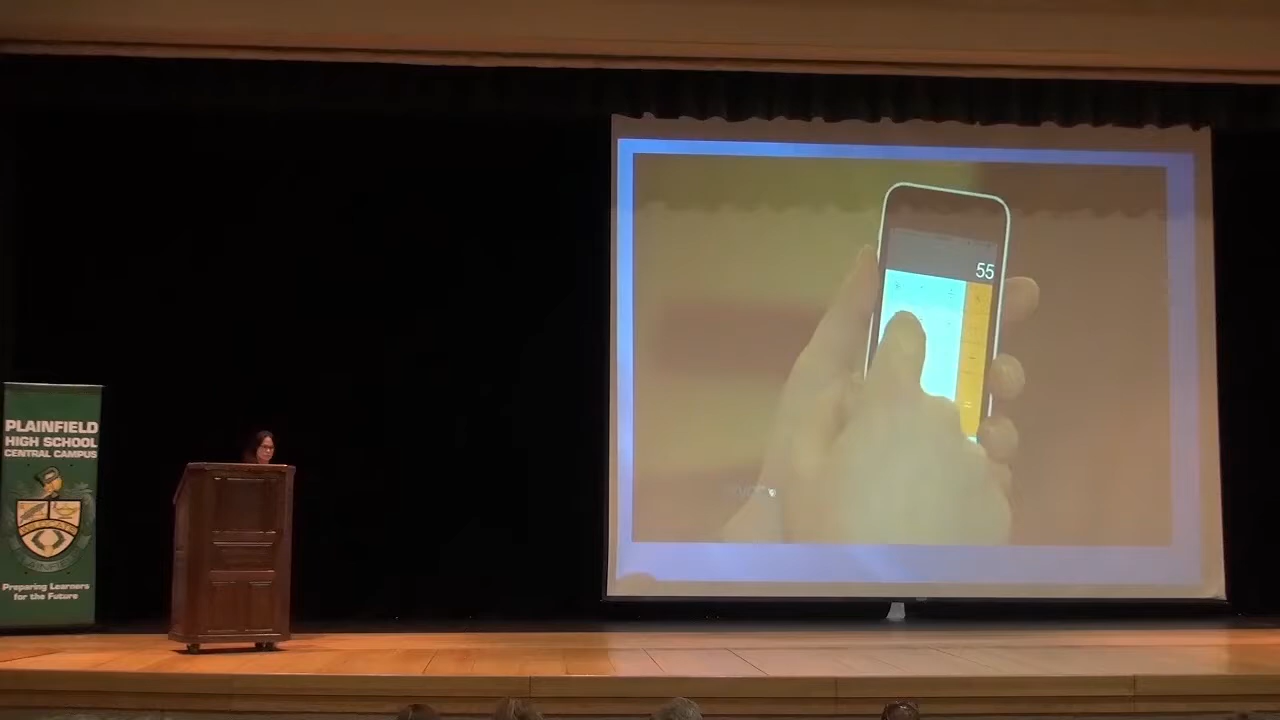 PLAINFIELD
HIGH SCHOOL
CENTRAL CAMPUS
Preparing Learners
for the Future
55